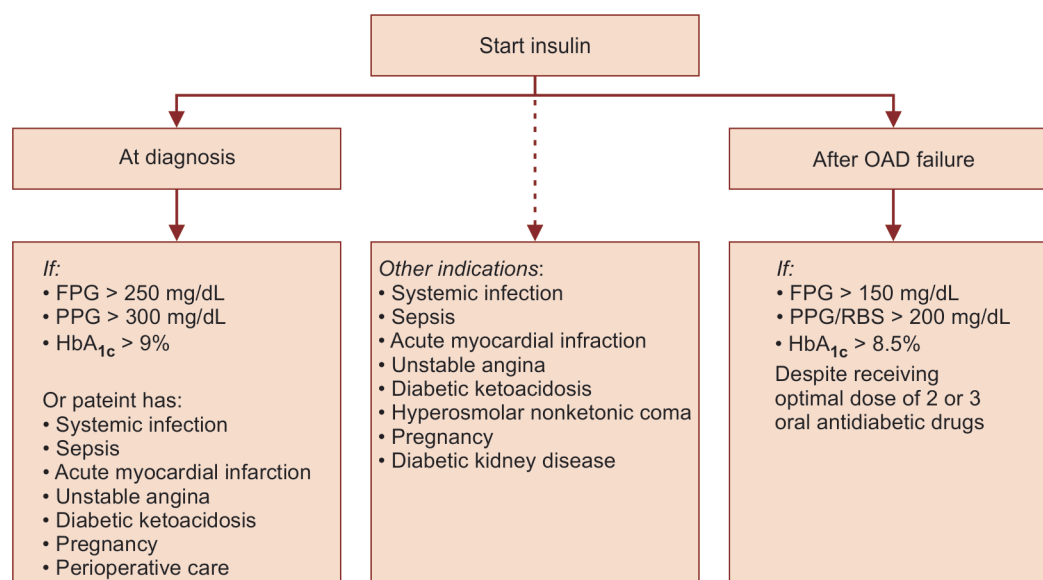 Start insulin
At diagnosis
After OAD failure
If:
• FPG > 250 mg/dL
• PPG > 300 mg/dL
• HbA1c > 9%
Or pateint has:
• Systemic infection
• Sepsis
• Acute myocardial infarction
• Unstable angina
• Diabetic ketoacidosis
• Pregnancy
• Perioperative care
Other indications:
• Systemic infection
• Sepsis
• Acute myocardial infraction
• Unstable angina
• Diabetic ketoacidosis
• Hyperosmolar nonketonic coma
• Pregnancy
• Diabetic kidney disease
If:
• FPG > 150 mg/dL
• PPG/RBS > 200 mg/dL
• HbA1c > 8.5%
Despite receiving
optimal dose of 2 or 3
oral antidiabetic drugs